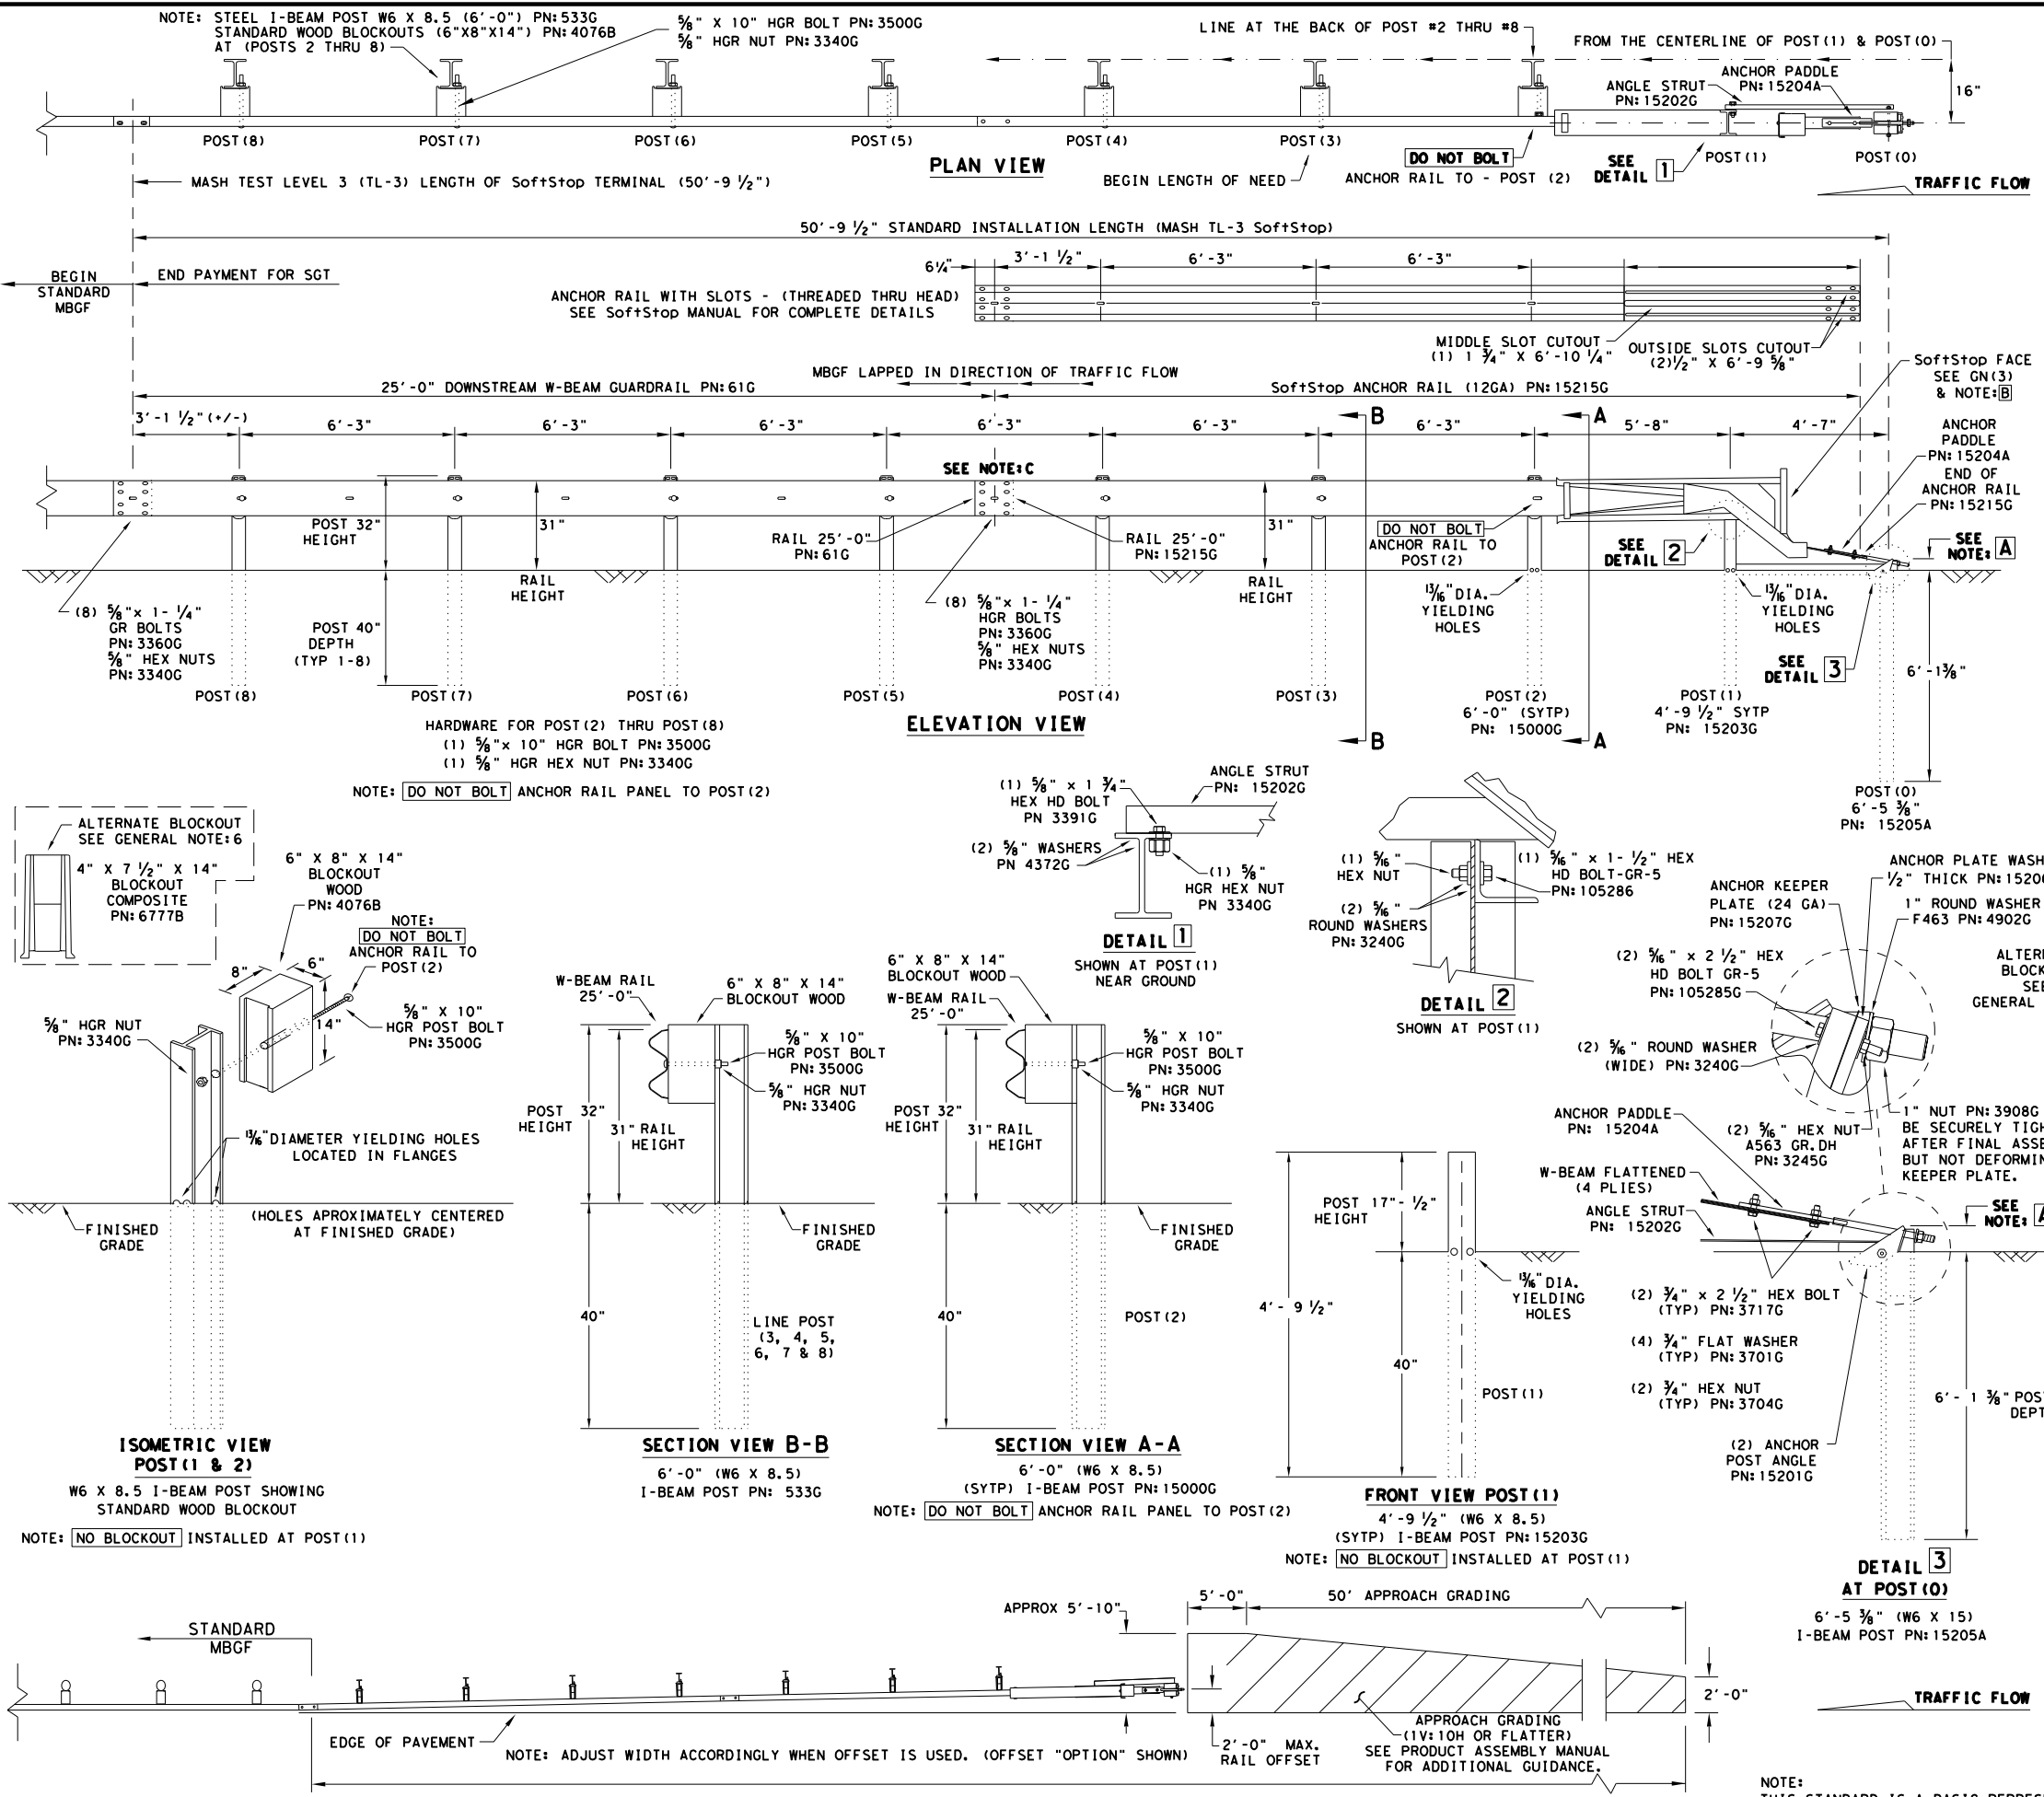 NOTE: STEEL I-BEAM POST W6 X 8.5 (6'-0") PN:533G
STANDARD WOOD BLOCKOUTS (6"X8"X14") PN:4076B
AT (POSTS 2 THRU 8)
5/8" X 10" HGR BOLT PN:3500G
5/8" HGR NUT PN:3340G
LINE AT THE BACK OF POST #2 THRU #8
FROM THE CENTERLINE OF POST(1) & POST(0)
ANGLE STRUT
PN:15202G
ANCHOR PADDLE
PN:15204A
16"
POST(8)
POST(7)
POST(6)
POST(5)
POST(4)
POST(3)
POST(1)
POST(0)
PLAN VIEW
DO NOT BOLT
ANCHOR RAIL TO - POST (2)
SEE
DETAIL 1
MASH TEST LEVEL 3 (TL-3) LENGTH OF SoftStop TERMINAL (50'-9 1/2")
BEGIN LENGTH OF NEED
TRAFFIC FLOW
50'-9 1/2" STANDARD INSTALLATION LENGTH (MASH TL-3 SoftStop)
BEGIN
STANDARD
MBGF
END PAYMENT FOR SGT
6 1/4"
3'-1 1/2"
6'-3"
6'-3"
ANCHOR RAIL WITH SLOTS - (THREADED THRU HEAD)
SEE SoftStop MANUAL FOR COMPLETE DETAILS
MIDDLE SLOT CUTOUT
(1) 1 3/4" X 6'-10 1/4"
OUTSIDE SLOTS CUTOUT
(2)1/2" X 6'-9 5/8"
SoftStop FACE
SEE GN(3)
& NOTE:B
MBGF LAPPED IN DIRECTION OF TRAFFIC FLOW
25'-0" DOWNSTREAM W-BEAM GUARDRAIL PN:61G
SoftStop ANCHOR RAIL (12GA) PN:15215G
3'-1 1/2"(+/-)
6'-3"
6'-3"
6'-3"
6'-3"
6'-3"
6'-3"
5'-8"
4'-7"
B
A
ANCHOR
PADDLE
PN:15204A
END OF
ANCHOR RAIL
PN:15215G
SEE NOTE:C
POST 32"
HEIGHT
31"
RAIL
HEIGHT
RAIL 25'-0"
PN:61G
RAIL 25'-0"
PN:15215G
31"
RAIL
HEIGHT
DO NOT BOLT
ANCHOR RAIL TO
POST(2)
SEE
DETAIL 2
SEE
NOTE: A
(8) 5/8"x 1- 1/4"
GR BOLTS
PN:3360G
5/8" HEX NUTS
PN:3340G
POST 40"
DEPTH
(TYP 1-8)
(8) 5/8"x 1- 1/4"
HGR BOLTS
PN:3360G
5/8" HEX NUTS
PN:3340G
13/16"DIA.
YIELDING
HOLES
13/16"DIA.
YIELDING
HOLES
SEE
DETAIL 3
6'-1 3/8"
POST(8)
POST(7)
POST(6)
POST(5)
POST(4)
POST(3)
POST(2)
6'-0" (SYTP)
PN: 15000G
POST(1)
4'-9 1/2" SYTP
PN: 15203G
B
A
HARDWARE FOR POST(2) THRU POST(8)
(1) 5/8"x 10" HGR BOLT PN:3500G
(1) 5/8" HGR HEX NUT PN:3340G
ELEVATION VIEW
NOTE: DO NOT BOLT ANCHOR RAIL PANEL TO POST(2)
POST(0)
6'-5 3/8"
PN: 15205A
ALTERNATE BLOCKOUT
SEE GENERAL NOTE:6
4" X 7 1/2" X 14"
BLOCKOUT
COMPOSITE
PN:6777B
6" X 8" X 14"
BLOCKOUT
WOOD
PN:4076B
NOTE:
DO NOT BOLT
ANCHOR RAIL TO
POST(2)
8"
6"
14"
5/8" X 10"
HGR POST BOLT
PN:3500G
5/8" HGR NUT
PN:3340G
13/16"DIAMETER YIELDING HOLES
LOCATED IN FLANGES
(HOLES APROXIMATELY CENTERED
AT FINISHED GRADE)
FINISHED
GRADE
ISOMETRIC VIEW
POST(1 & 2)
W6 X 8.5 I-BEAM POST SHOWING
STANDARD WOOD BLOCKOUT
NOTE: NO BLOCKOUT INSTALLED AT POST(1)
W-BEAM RAIL
25'-0"
6" X 8" X 14"
BLOCKOUT WOOD
5/8" X 10"
HGR POST BOLT
PN:3500G
5/8" HGR NUT
PN:3340G
POST 32"
HEIGHT
31" RAIL
HEIGHT
FINISHED
GRADE
40"
LINE POST
(3, 4, 5,
6, 7 & 8)
SECTION VIEW B-B
6'-0" (W6 X 8.5)
I-BEAM POST PN: 533G
6" X 8" X 14"
BLOCKOUT WOOD
W-BEAM RAIL
25'-0"
5/8" X 10"
HGR POST BOLT
PN:3500G
5/8" HGR NUT
PN:3340G
POST 32"
HEIGHT
31" RAIL
HEIGHT
FINISHED
GRADE
40"
POST(2)
SECTION VIEW A-A
6'-0" (W6 X 8.5)
(SYTP) I-BEAM POST PN:15000G
NOTE: DO NOT BOLT ANCHOR RAIL PANEL TO POST(2)
(1) 5/8" x 1 3/4"
HEX HD BOLT
PN 3391G
ANGLE STRUT
PN: 15202G
(2) 5/8" WASHERS
PN 4372G
(1) 5/8"
HGR HEX NUT
PN 3340G
DETAIL 1
SHOWN AT POST(1)
NEAR GROUND
(1) 5/16"
HEX NUT
(1) 5/16" x 1- 1/2" HEX
HD BOLT-GR-5
PN:105286
(2) 5/16"
ROUND WASHERS
PN:3240G
DETAIL 2
SHOWN AT POST(1)
POST 17"- 1/2"
HEIGHT
4'- 9 1/2"
13/16"DIA.
YIELDING
HOLES
40"
POST(1)
FRONT VIEW POST(1)
4'-9 1/2" (W6 X 8.5)
(SYTP) I-BEAM POST PN:15203G
NOTE: NO BLOCKOUT INSTALLED AT POST(1)
ANCHOR PLATE WASH
1/2" THICK PN:1520
ANCHOR KEEPER
PLATE (24 GA)
PN:15207G
1" ROUND WASHER
F463 PN:4902G
(2) 5/16" x 2 1/2" HEX
HD BOLT GR-5
PN:105285G
ALTER
BLOCK
SEE
GENERAL
(2) 5/16" ROUND WASHER
(WIDE) PN:3240G
ANCHOR PADDLE
PN: 15204A
(2) 5/16" HEX NUT
A563 GR.DH
PN:3245G
1" NUT PN:3908G
BE SECURELY TIGH
AFTER FINAL ASSE
BUT NOT DEFORMIN
KEEPER PLATE.
W-BEAM FLATTENED
(4 PLIES)
ANGLE STRUT
PN: 15202G
SEE
NOTE: A
(2) 3/4" x 2 1/2" HEX BOLT
(TYP) PN:3717G
(4) 3/4" FLAT WASHER
(TYP) PN:3701G
(2) 3/4" HEX NUT
(TYP) PN:3704G
6'- 1 3/8" POS
DEPT
(2) ANCHOR
POST ANGLE
PN:15201G
DETAIL 3
AT POST(0)
6'-5 3/8" (W6 X 15)
I-BEAM POST PN:15205A
STANDARD
MBGF
APPROX 5'-10"
5'-0"
50' APPROACH GRADING
2'-0"
TRAFFIC FLOW
EDGE OF PAVEMENT
NOTE: ADJUST WIDTH ACCORDINGLY WHEN OFFSET IS USED. (OFFSET "OPTION" SHOWN)
2'-0" MAX.
RAIL OFFSET
APPROACH GRADING
(1V:10H OR FLATTER)
SEE PRODUCT ASSEMBLY MANUAL
FOR ADDITIONAL GUIDANCE.
NOTE:
THIS STANDARD IS A BASIC REPRES